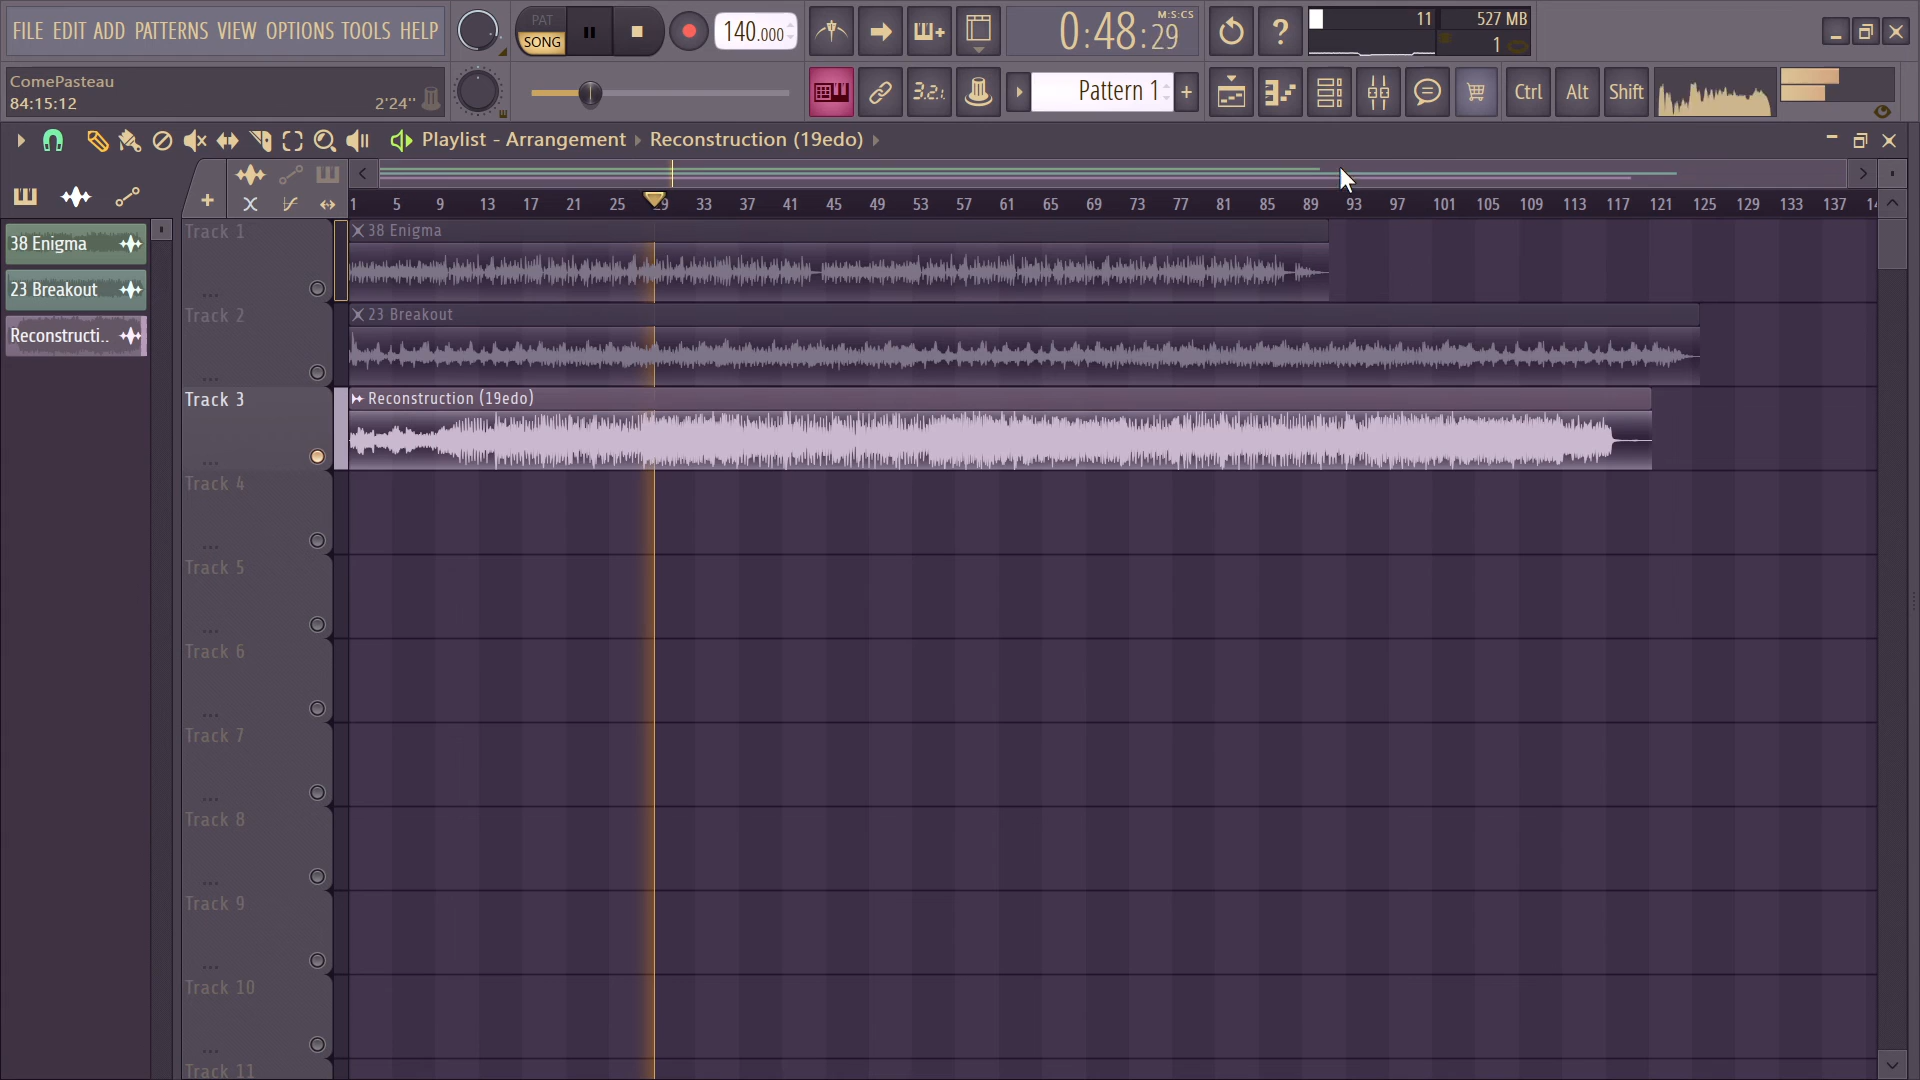 FILE EDIT ADD PATTERNS VIEW OPTIONS TOOLS HELP
PAT
SONG
140.000
0:48:29
M:S:CS
11
527 MB
1
ComePasteau
84:15:12
2'24''
3.2.
Pattern 1
Ctrl
Alt
Shift
Playlist - Arrangement
Reconstruction (19edo)
1 5 9 13 17 21 25 29 33 37 41 45 49 53 57 61 65 69 73 77 81 85 89 93 97 101 105 109 113 117 121 125 129 133 137
38 Enigma
23 Breakout
Reconstructi..
Track 1
38 Enigma
Track 2
23 Breakout
Track 3
Reconstruction (19edo)
Track 4
Track 5
Track 6
Track 7
Track 8
Track 9
Track 10
Track 11